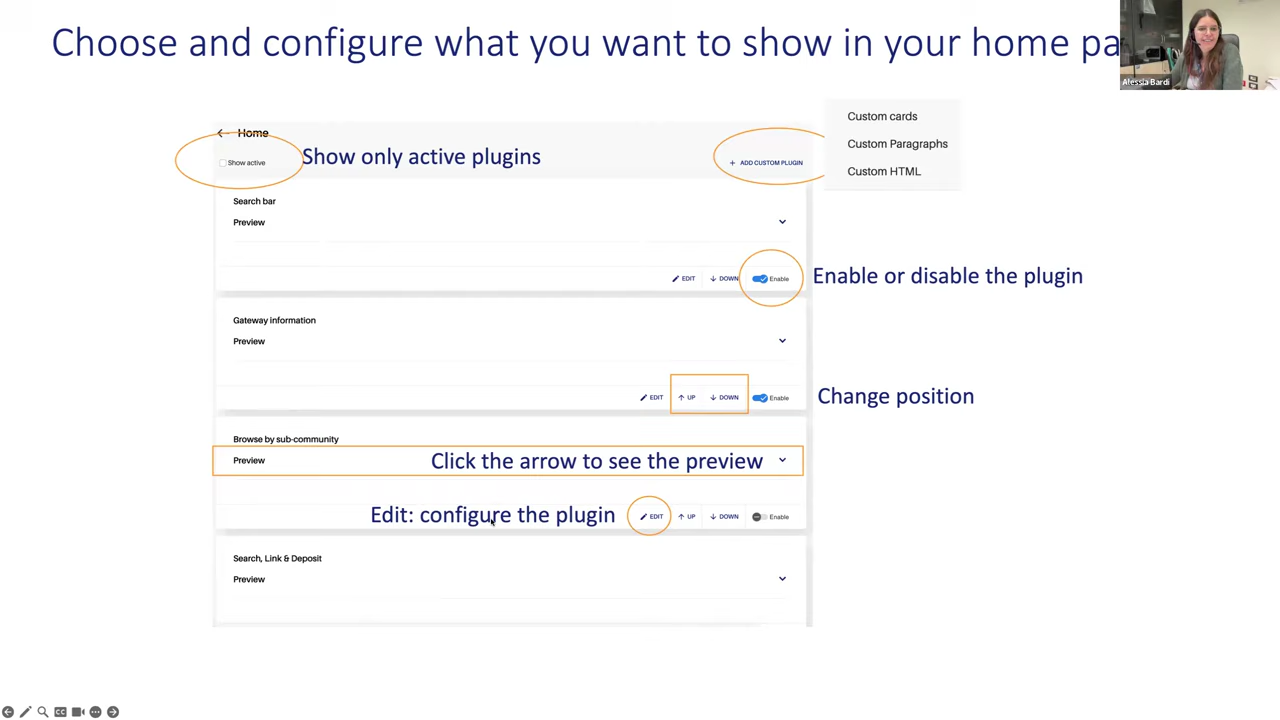 Choose and configure what you want to show in your home pa
Alessia Bardi
Home
Show active
Show only active plugins
ADD CUSTOM PLUGIN
Custom cards
Custom Paragraphs
Custom HTML
Search bar
Preview
EDIT DOWN Enable
Enable or disable the plugin
Gateway information
Preview
EDIT UP DOWN Enable
Change position
Browse by sub-community
Preview
Click the arrow to see the preview
Edit: configure the plugin
EDIT UP DOWN Enable
Search, Link & Deposit
Preview
CC